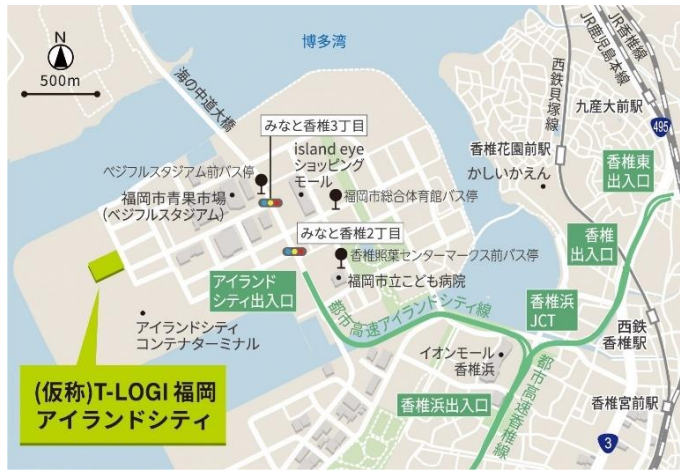 N
500m
博多湾
海の中道大橋
みなと香椎3丁目
island eye
ショッピング
モール
ベジフルスタジアム前バス停
福岡市青果市場
(ベジフルスタジアム)
福岡市総合体育館バス停
みなと香椎2丁目
香椎照葉センターマークス前バス停
福岡市立こども病院
アイランド
シティ出入口
アイランドシティ
コンテナターミナル
(仮称)T-LOGI 福岡
アイランドシティ
都市高速アイランドシティ線
イオンモール
香椎浜
香椎浜出入口
都市高速香椎線
香椎浜
JCT
香椎
出入口
香椎東
出入口
香椎花園前駅
かしいかえん
西鉄貝塚線
JR鹿児島本線
JR香椎線
九産大前駅
495
西鉄
香椎駅
香椎宮前駅
3